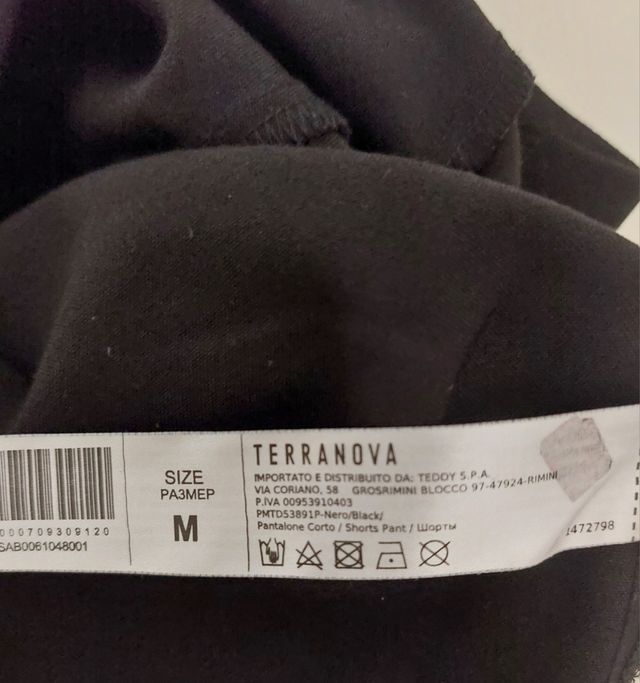 000709309120
SAB0061048001
SIZE
РАЗМЕР
M
TERRANOVA
IMPORTATO E DISTRIBUITO DA: TEDDY S.P.A.
VIA CORIANO, 58 GROSRIMINI BLOCCO 97-47924-RIMINI
P.IVA 00953910403
PMTD53891P-Nero/Black/
Pantalone Corto / Shorts Pant / Шорты
1472798